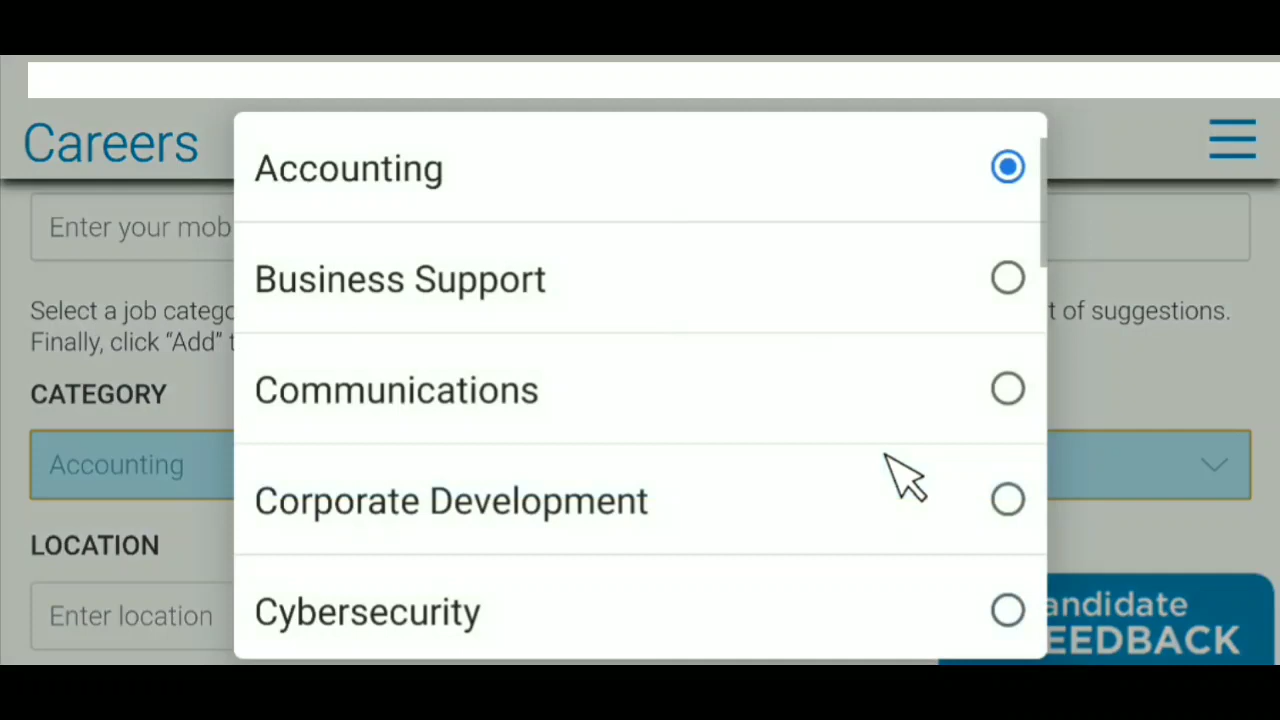 Careers
Accounting
Business Support
Communications
Corporate Development
Cybersecurity
Enter your mob
Select a job catego
t of suggestions.
Finally, click “Add” t
CATEGORY
Accounting
LOCATION
Enter location
andidate
EEDBACK